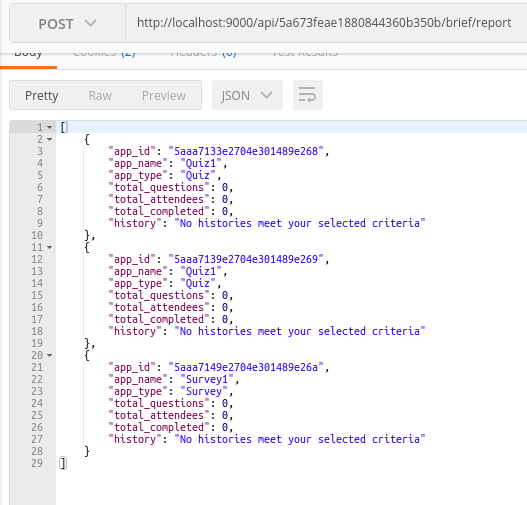 POST http://localhost:9000/api/5a673feae1880844360b350b/brief/report
Body Cookies (2) Headers (6) Test Results
Pretty Raw Preview JSON
1 [
2 {
3 "app_id": "5aaa7133e2704e301489e268",
4 "app_name": "Quiz1",
5 "app_type": "Quiz",
6 "total_questions": 0,
7 "total_attendees": 0,
8 "total_completed": 0,
9 "history": "No histories meet your selected criteria"
10 },
11 {
12 "app_id": "5aaa7139e2704e301489e269",
13 "app_name": "Quiz1",
14 "app_type": "Quiz",
15 "total_questions": 0,
16 "total_attendees": 0,
17 "total_completed": 0,
18 "history": "No histories meet your selected criteria"
19 },
20 {
21 "app_id": "5aaa7149e2704e301489e26a",
22 "app_name": "Survey1",
23 "app_type": "Survey",
24 "total_questions": 0,
25 "total_attendees": 0,
26 "total_completed": 0,
27 "history": "No histories meet your selected criteria"
28 }
29 ]